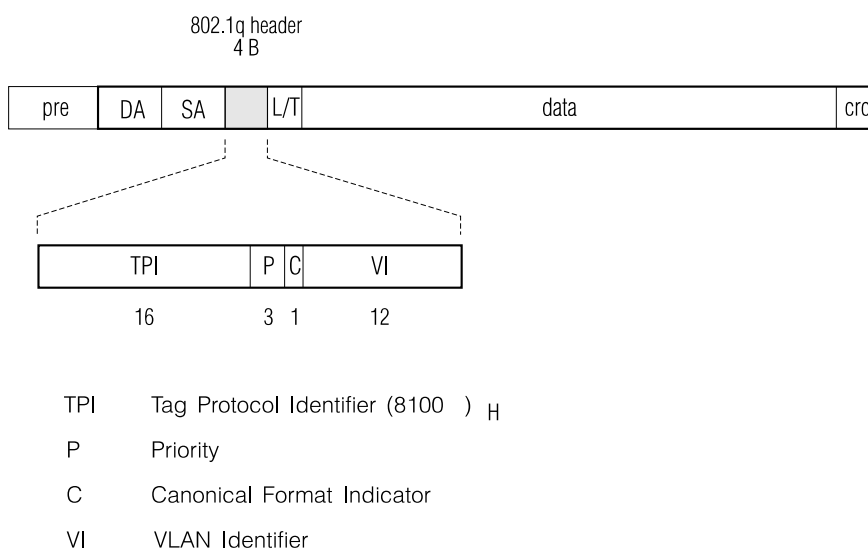 802.1q header
4 B
pre DA SA L/T data crc
TPI P C VI
16 3 1 12
TPI Tag Protocol Identifier (8100 ) H
P Priority
C Canonical Format Indicator
VI VLAN Identifier